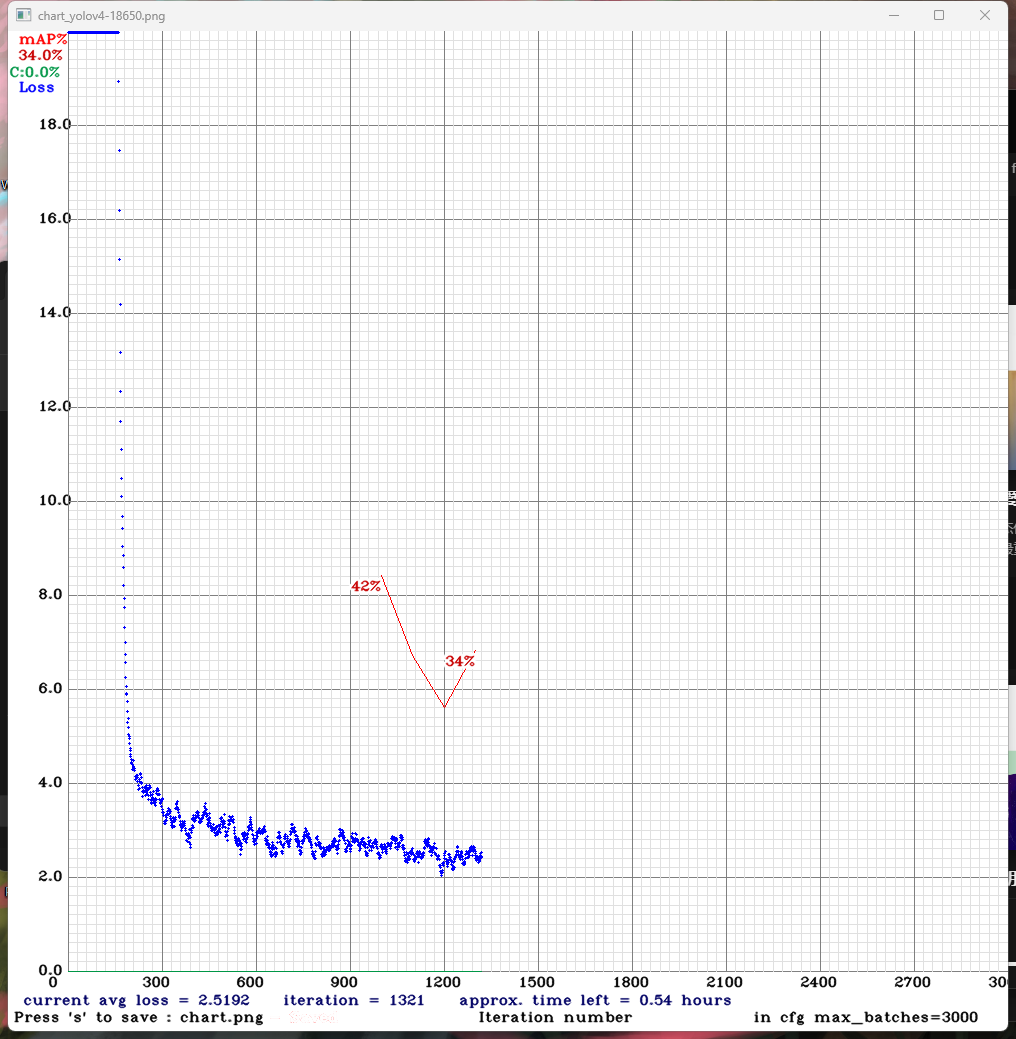 chart_yolov4-18650.png
mAP%
34.0%
C:0.0%
Loss
18.0
16.0
14.0
12.0
10.0
8.0
42%
34%
6.0
4.0
2.0
0.0
0 300 600 900 1200 1500 1800 2100 2400 2700 30
current avg loss = 2.5192 iteration = 1321 approx. time left = 0.54 hours
Press 's' to save : chart.png Iteration number in cfg max_batches=3000